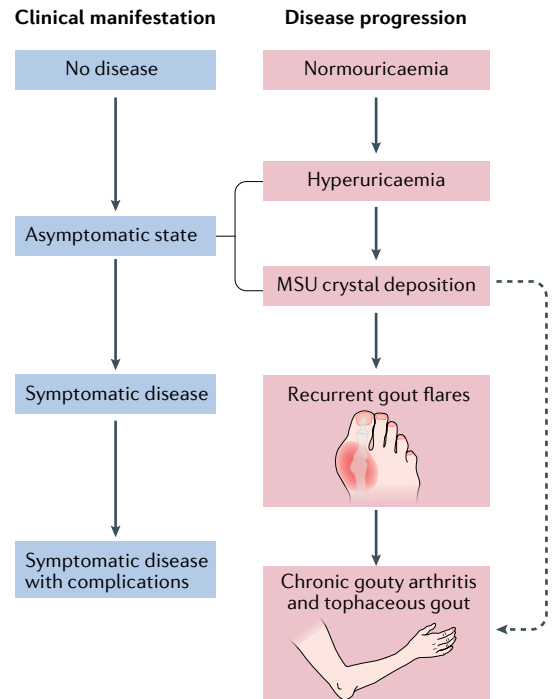 Clinical manifestation
Disease progression
No disease
Normouricaemia
Hyperuricaemia
Asymptomatic state
MSU crystal deposition
Symptomatic disease
Recurrent gout flares
Symptomatic disease
with complications
Chronic gouty arthritis
and tophaceous gout